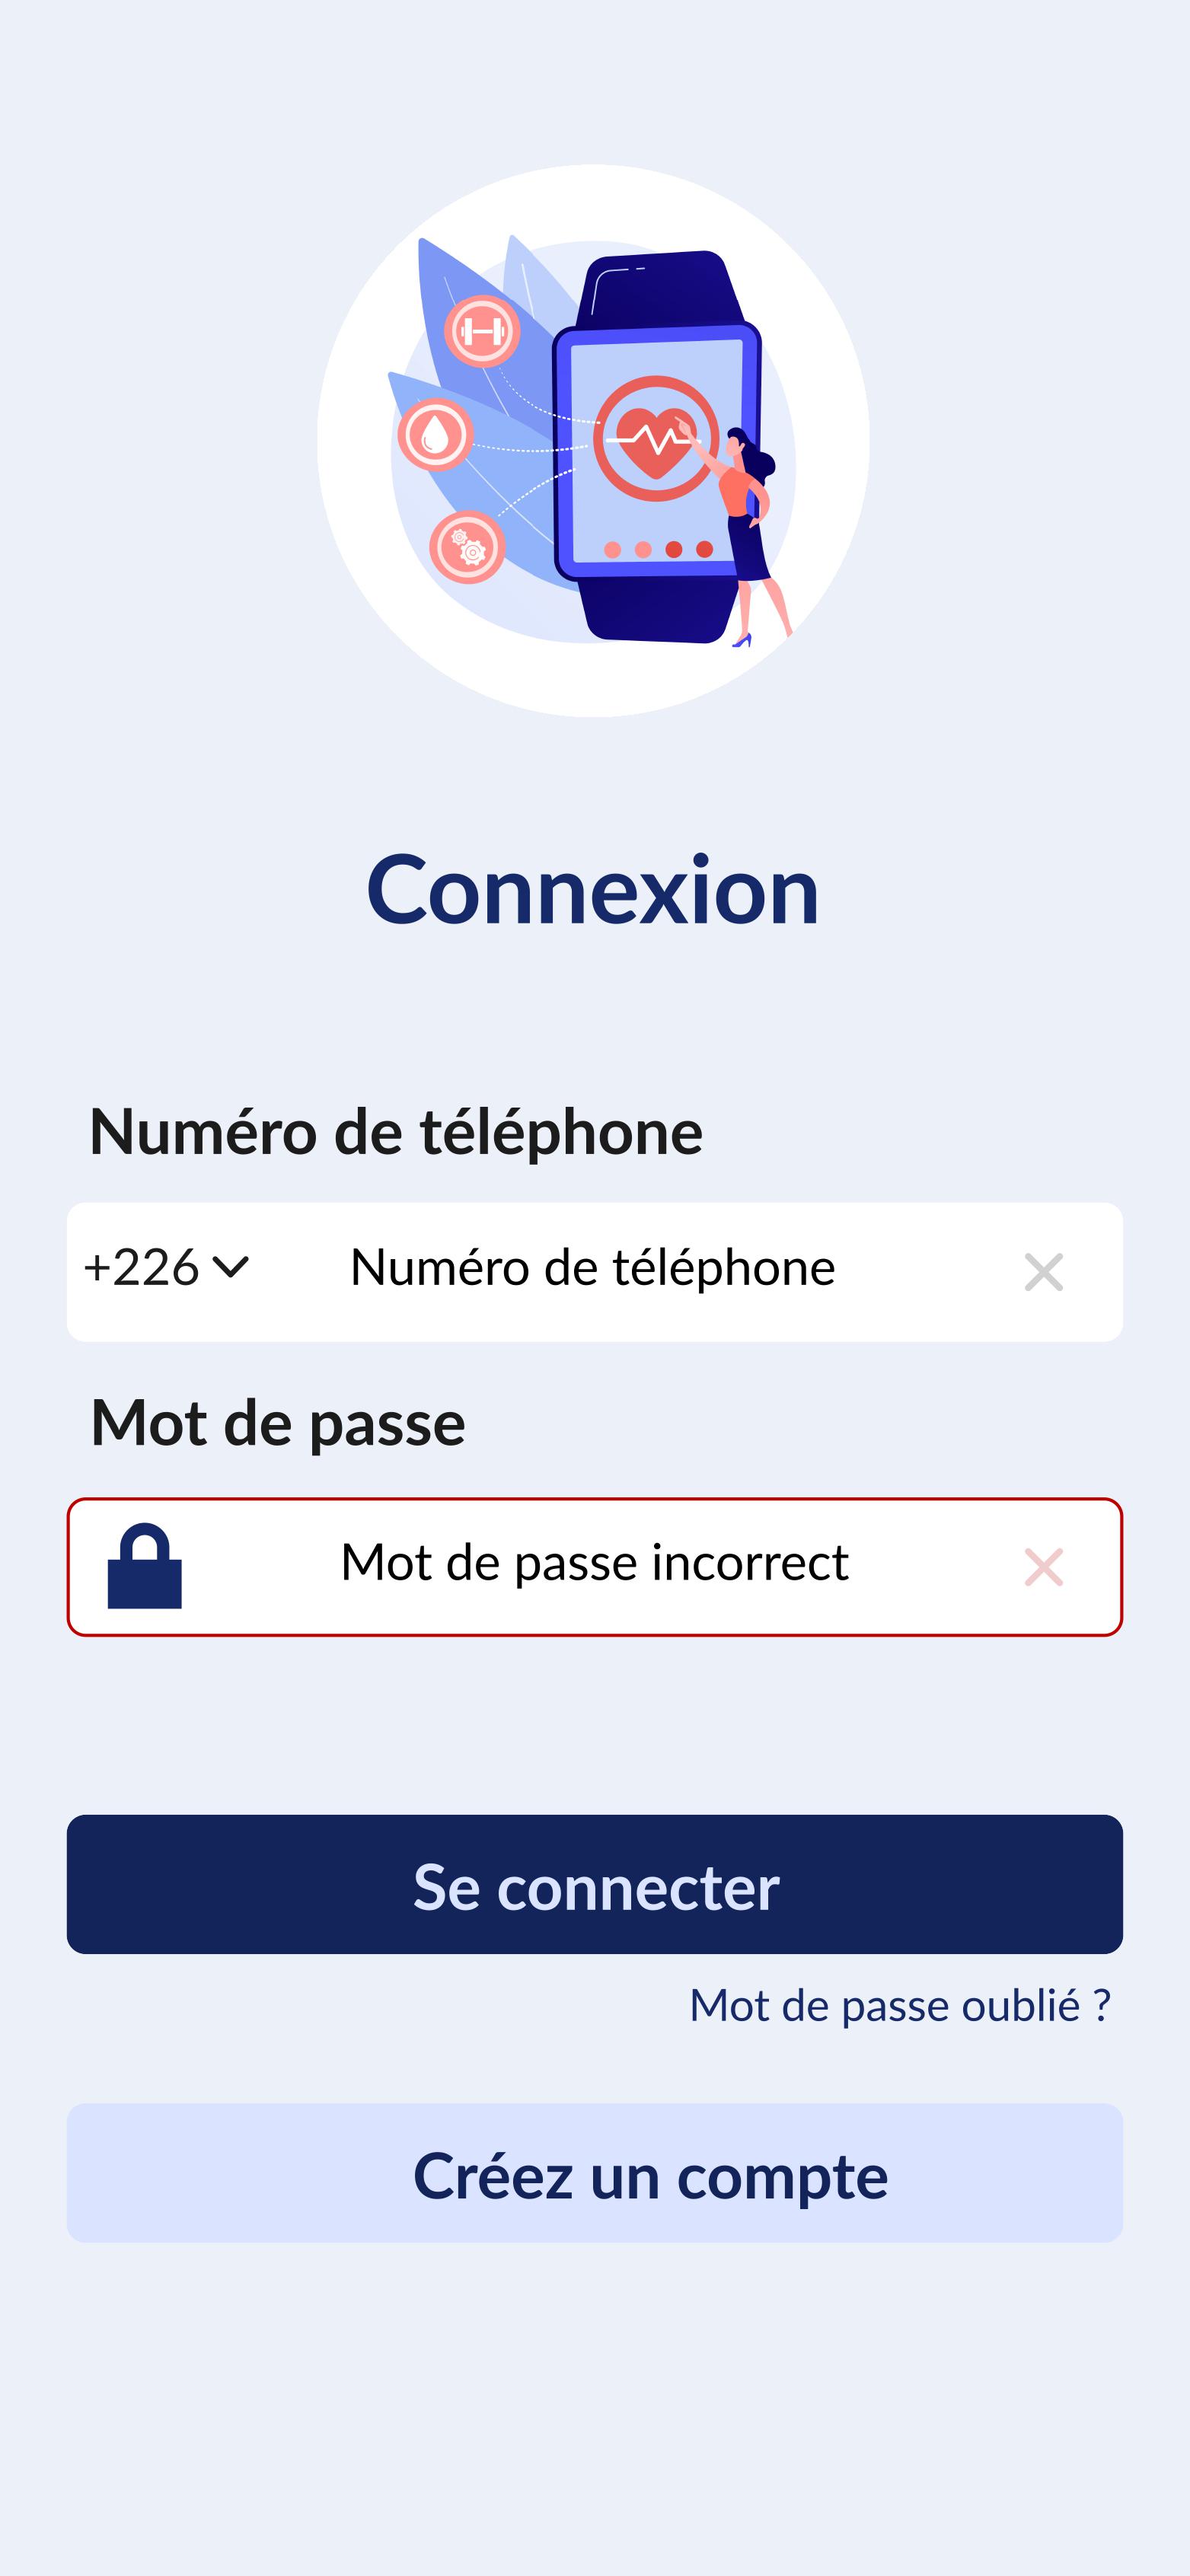 Connexion
Numéro de téléphone
+226 Numéro de téléphone
Mot de passe
Mot de passe incorrect
Se connecter
Mot de passe oublié ?
Créez un compte